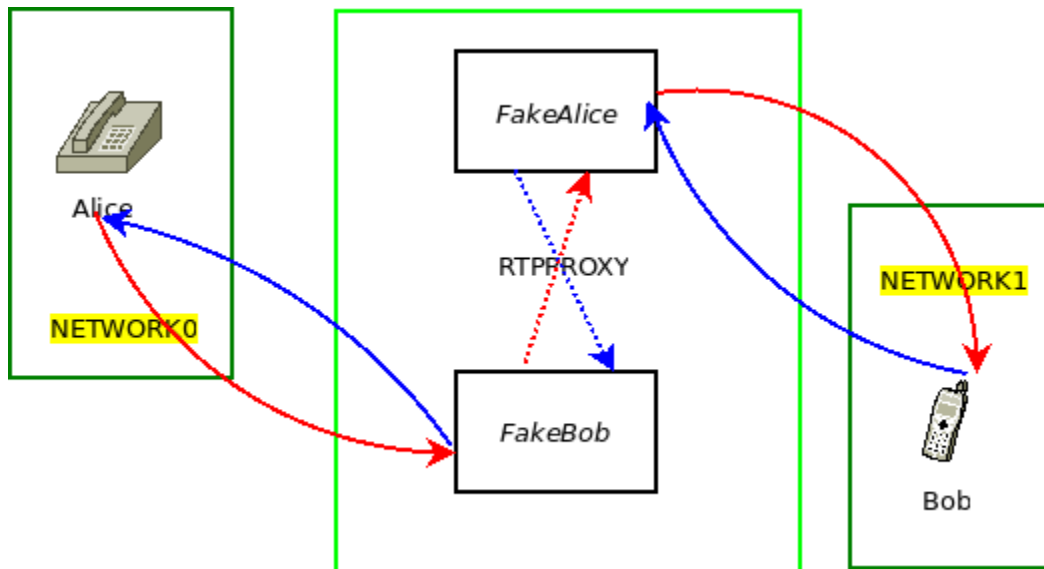 FakeAlice
Alice
RTPPROXY
NETWORK1
NETWORK0
FakeBob
Bob